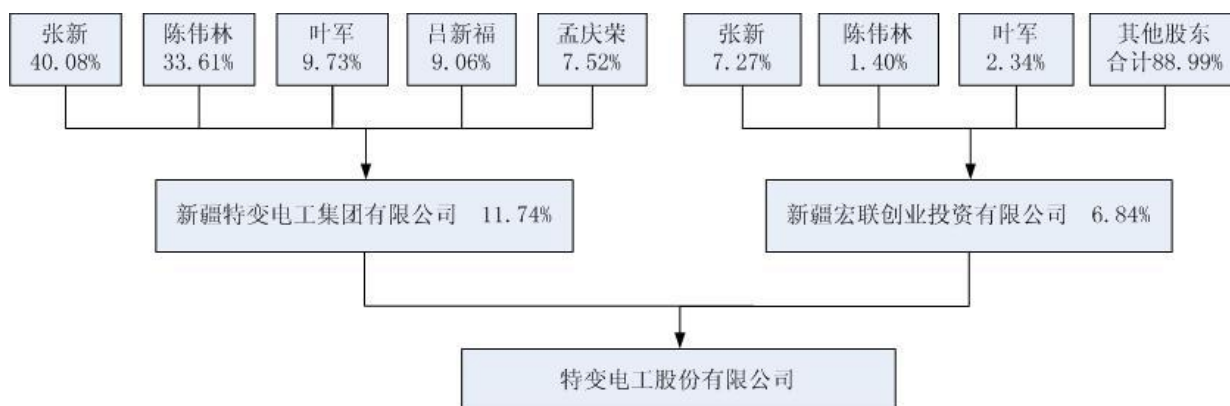 张新
40.08%
陈伟林
33.61%
叶军
9.73%
吕新福
9.06%
孟庆荣
7.52%
张新
7.27%
陈伟林
1.40%
叶军
2.34%
其他股东
合计88.99%
新疆特变电工集团有限公司 11.74%
新疆宏联创业投资有限公司 6.84%
特变电工股份有限公司